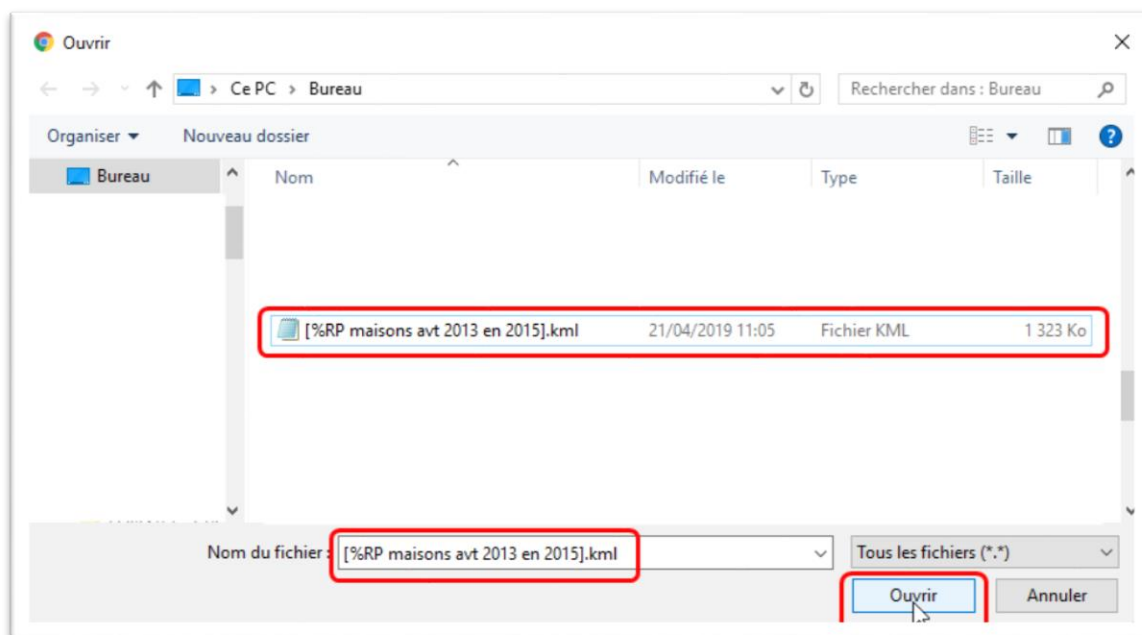 Ouvrir
Ce PC > Bureau
Rechercher dans : Bureau
Organiser
Nouveau dossier
Bureau
Nom
Modifié le
Type
Taille
[%RP maisons avt 2013 en 2015].kml
21/04/2019 11:05
Fichier KML
1 323 Ko
Nom du fichier :
[%RP maisons avt 2013 en 2015].kml
Tous les fichiers (*.*)
Ouvrir
Annuler